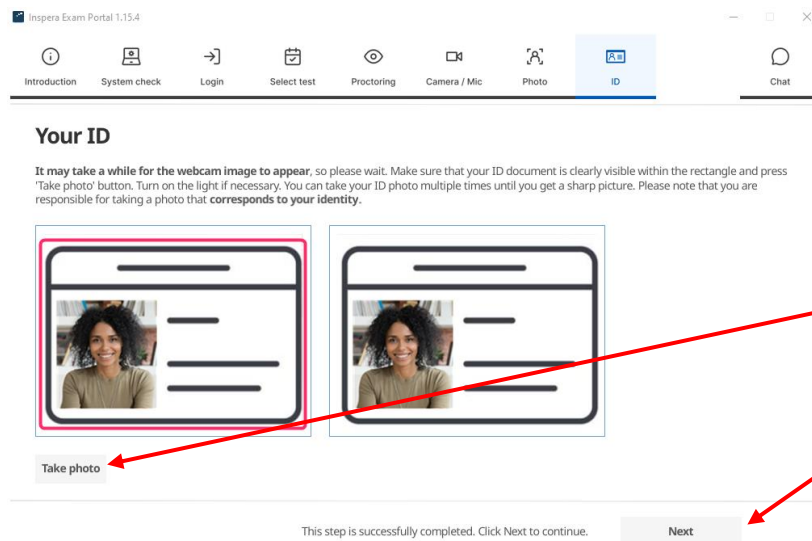 Inspera Exam Portal 1.15.4
Introduction System check Login Select test Proctoring Camera / Mic Photo ID Chat
Your ID
It may take a while for the webcam image to appear, so please wait. Make sure that your ID document is clearly visible within the rectangle and press
'Take photo' button. Turn on the light if necessary. You can take your ID photo multiple times until you get a sharp picture. Please note that you are
responsible for taking a photo that corresponds to your identity.
Take photo
This step is successfully completed. Click Next to continue. Next